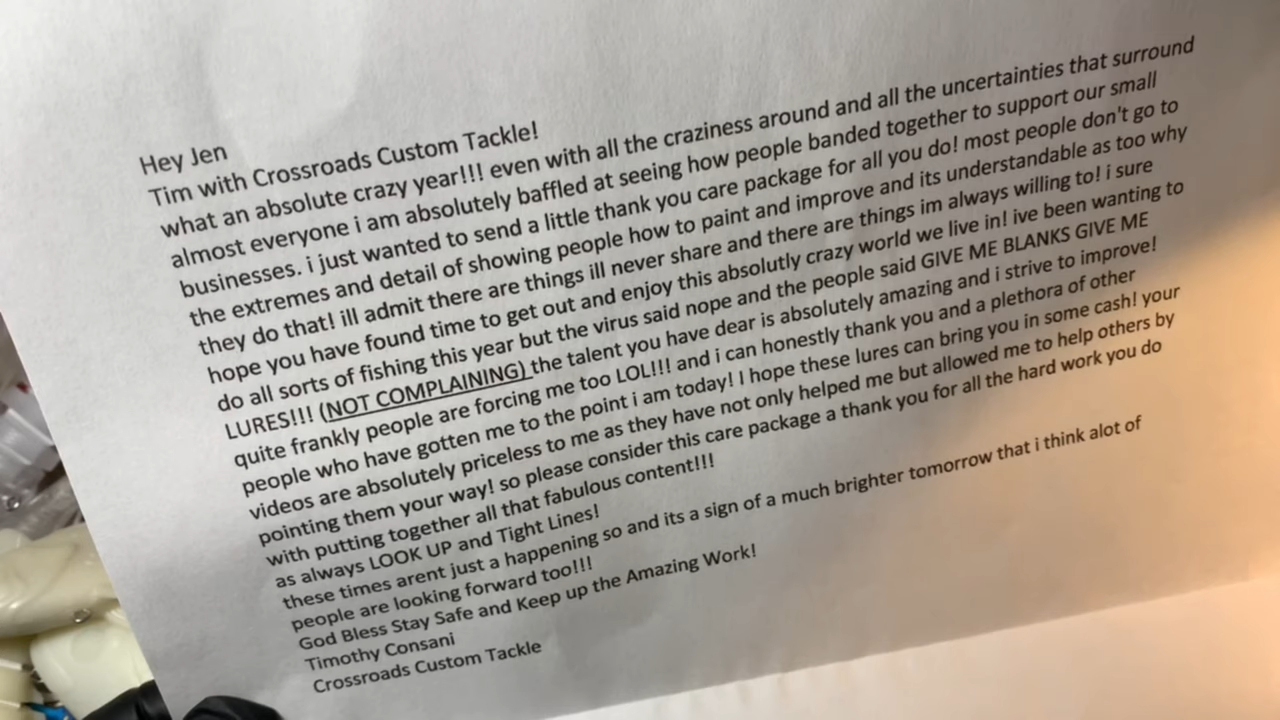 Hey Jen
Tim with Crossroads Custom Tackle!
what an absolute crazy year!!! even with all the craziness around and all the uncertainties that surround
almost everyone i am absolutely baffled at seeing how people banded together to support our small
businesses. i just wanted to send a little thank you care package for all you do! most people don't go to
the extremes and detail of showing people how to paint and improve and its understandable as too why
they do that! ill admit there are things ill never share and there are things im always willing to! i sure
hope you have found time to get out and enjoy this absolutly crazy world we live in! ive been wanting to
do all sorts of fishing this year but the virus said nope and the people said GIVE ME BLANKS GIVE ME
LURES!!! (NOT COMPLAINING) the talent you have dear is absolutely amazing and i strive to improve!
quite frankly people are forcing me too LOL!!! and i can honestly thank you and a plethora of other
people who have gotten me to the point i am today! I hope these lures can bring you in some cash! your
videos are absolutely priceless to me as they have not only helped me but allowed me to help others by
pointing them your way! so please consider this care package a thank you for all the hard work you do
with putting together all that fabulous content!!!
as always LOOK UP and Tight Lines!
these times arent just a happening so and its a sign of a much brighter tomorrow that i think alot of
people are looking forward too!!!
God Bless Stay Safe and Keep up the Amazing Work!
Timothy Consani
Crossroads Custom Tackle